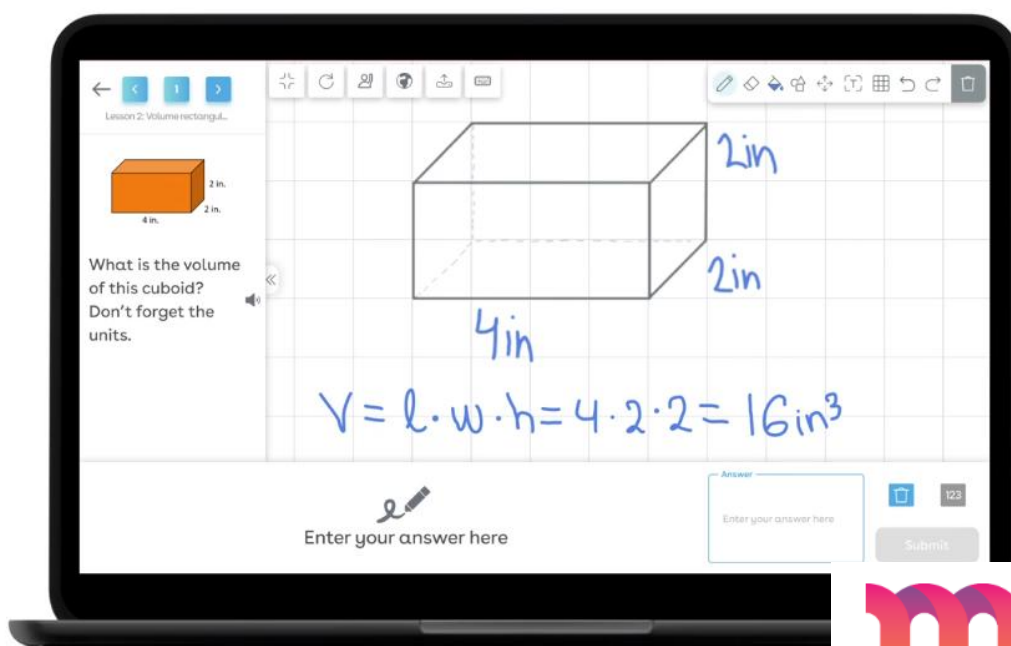 1
Lesson 2: Volume rectangul...
2 in.
2 in.
4 in.
What is the volume
of this cuboid?
Don't forget the
units.
2in
2in
4in
V = l · w · h = 4 · 2 · 2 = 16in³
Enter your answer here
Answer
Enter your answer here
123
Submit